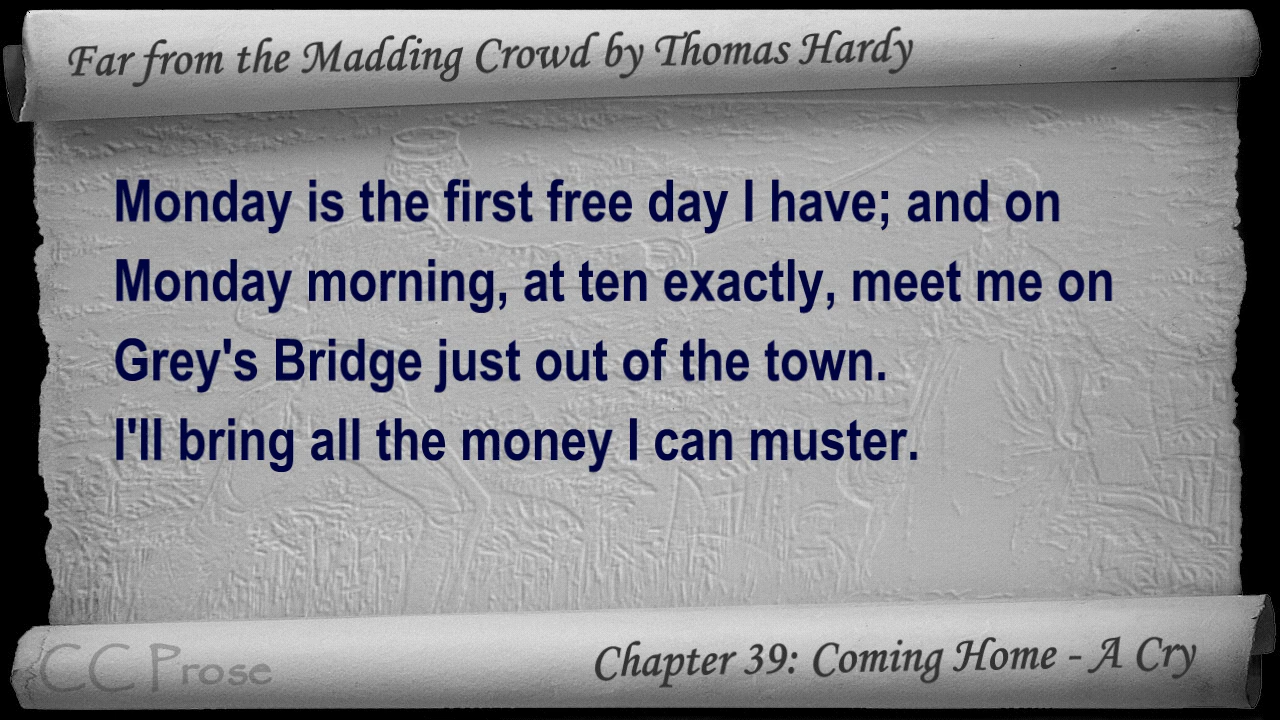 Far from the Madding Crowd by Thomas Hardy
Monday is the first free day I have; and on
Monday morning, at ten exactly, meet me on
Grey's Bridge just out of the town.
I'll bring all the money I can muster.
CC Prose
Chapter 39: Coming Home - A Cry